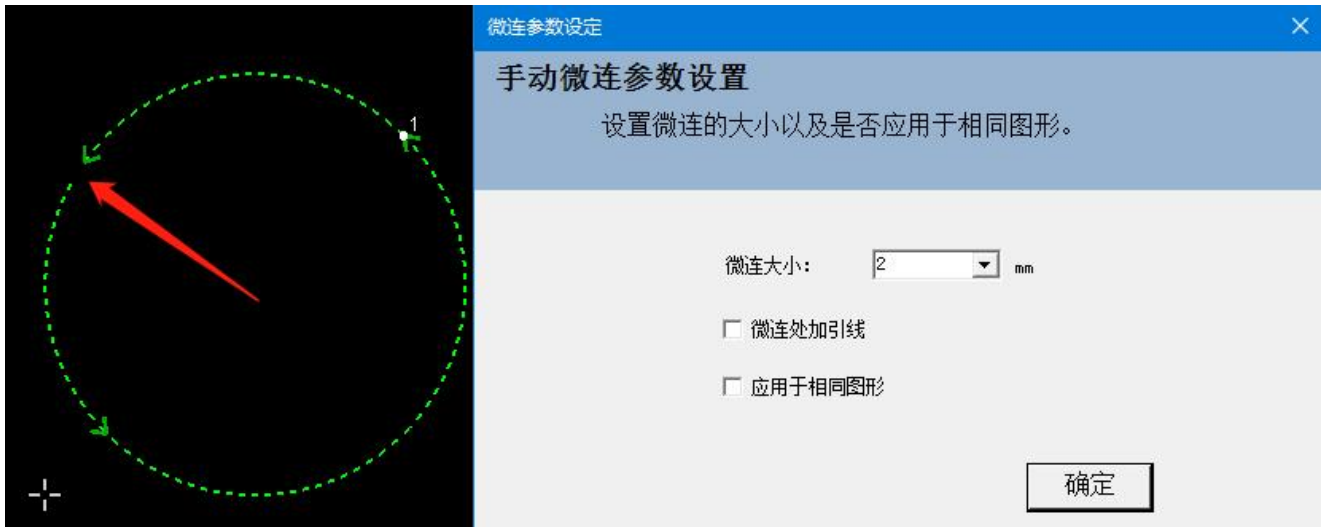 1
微连参数设定
手动微连参数设置
设置微连的大小以及是否应用于相同图形。
微连大小: 2 mm
微连处加引线
应用于相同图形
确定